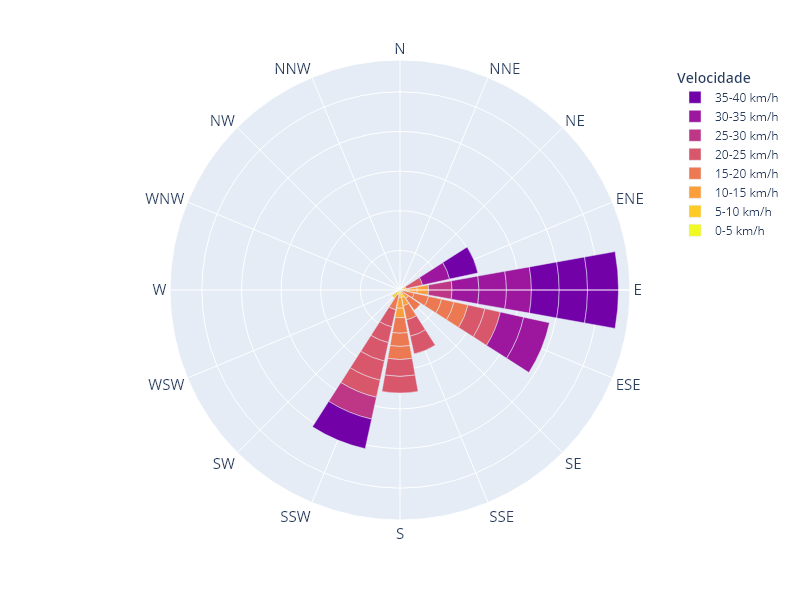 N
NNE
NE
ENE
E
ESE
SE
SSE
S
SSW
SW
WSW
W
WNW
NW
NNW
Velocidade
35-40 km/h
30-35 km/h
25-30 km/h
20-25 km/h
15-20 km/h
10-15 km/h
5-10 km/h
0-5 km/h